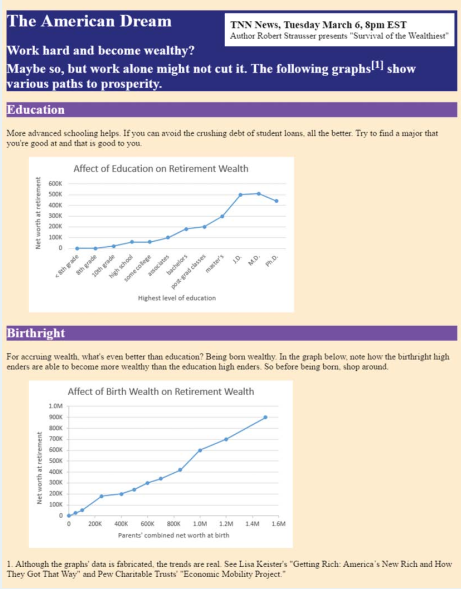 The American Dream
TNN News, Tuesday March 6, 8pm EST
Author Robert Strausser presents "Survival of the Wealthiest"
Work hard and become wealthy?
Maybe so, but work alone might not cut it. The following graphs[1] show
various paths to prosperity.
Education
More advanced schooling helps. If you can avoid the crushing debt of student loans, all the better. Try to find a major that
you're good at and that is good to you.
Affect of Education on Retirement Wealth
Net worth at retirement
600K
500K
400K
300K
200K
100K
0
< 8th grade
8th grade
10th grade
high school
some college
associates
bachelors
post-grad classes
master's
J.D.
M.D.
Ph.D.
Highest level of education
Birthright
For accruing wealth, what's even better than education? Being born wealthy. In the graph below, note how the birthright high
enders are able to become more wealthy than the education high enders. So before being born, shop around.
Affect of Birth Wealth on Retirement Wealth
Net worth at retirement
1.0M
900K
800K
700K
600K
500K
400K
300K
200K
100K
0
0 200K 400K 600K 800K 1.0M 1.2M 1.4M 1.6M
Parents' combined net worth at birth
1. Although the graphs' data is fabricated, the trends are real. See Lisa Keister's "Getting Rich: America's New Rich and How
They Got That Way" and Pew Charitable Trusts' "Economic Mobility Project."